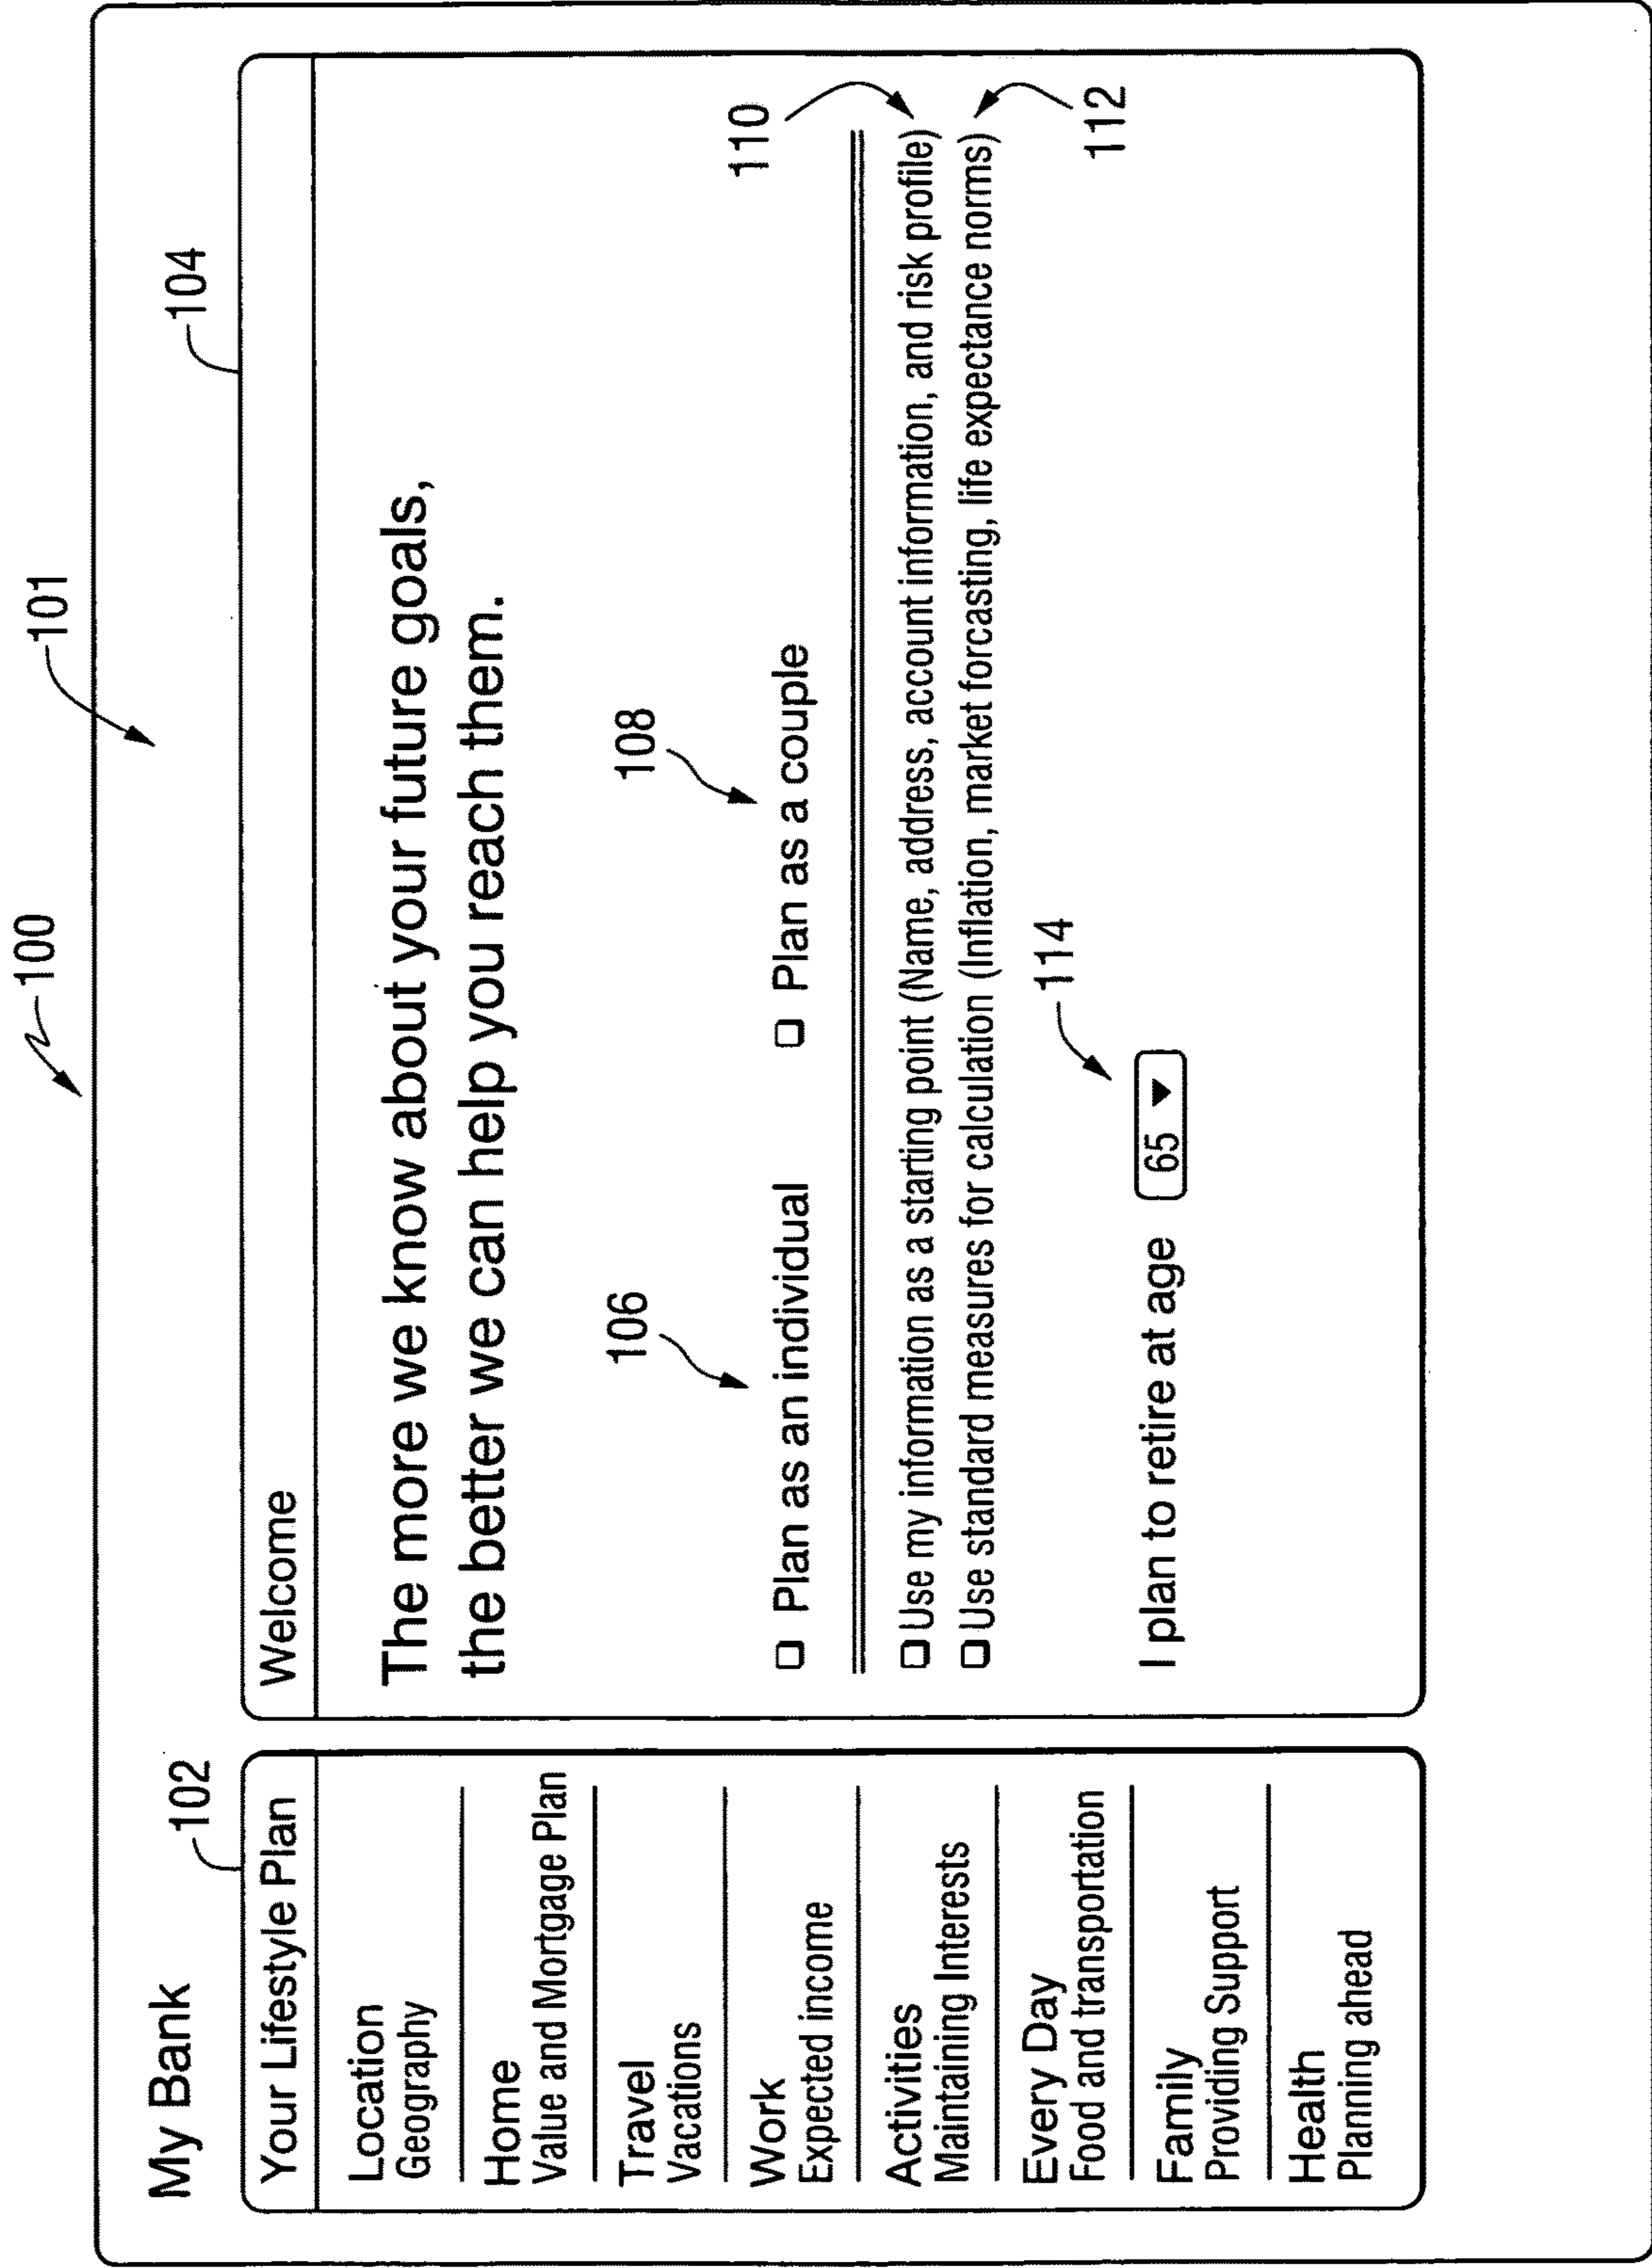 100
101
My Bank
102
104
Your Lifestyle Plan
Location
Geography
Home
Value and Mortgage Plan
Travel
Vacations
Work
Expected income
Activities
Maintaining Interests
Every Day
Food and transportation
Family
Providing Support
Health
Planning ahead
Welcome
The more we know about your future goals,
the better we can help you reach them.
106
108
Plan as an individual
Plan as a couple
110
Use my information as a starting point (Name, address, account information, and risk profile)
Use standard measures for calculation (Inflation, market forcasting, life expectance norms)
112
114
I plan to retire at age 65